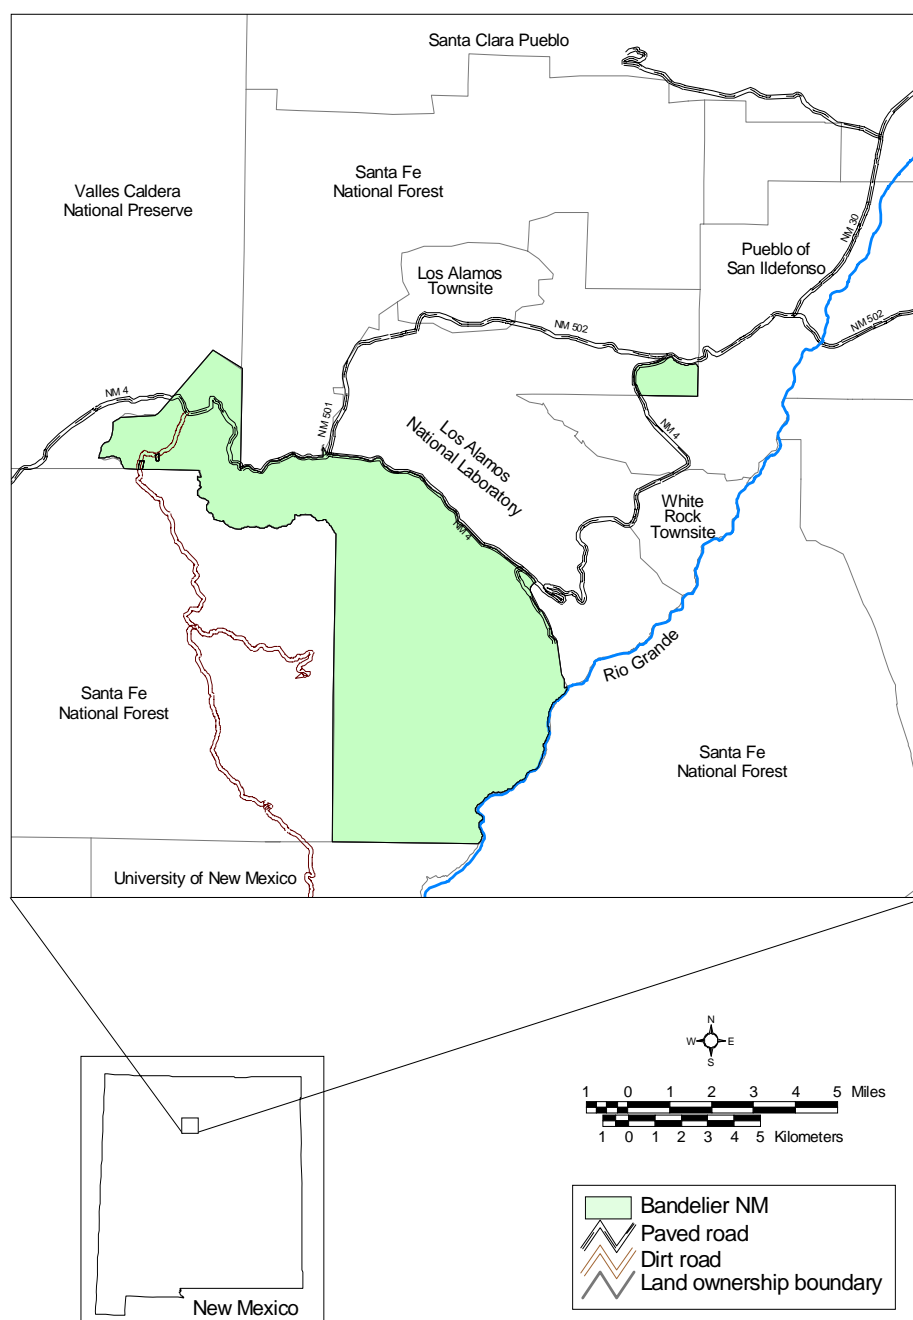 Santa Clara Pueblo
Santa Fe
National Forest
Valles Caldera
National Preserve
NM 30
Pueblo of
San Ildefonso
Los Alamos
Townsite
NM 502
NM 502
NM 4
NM 501
Los Alamos
National Laboratory
NM 4
White
Rock
Townsite
NM 4
Rio Grande
Santa Fe
National Forest
Santa Fe
National Forest
University of New Mexico
N
W E
S
1 0 1 2 3 4 5 Miles
1 0 1 2 3 4 5 Kilometers
Bandelier NM
Paved road
Dirt road
Land ownership boundary
New Mexico